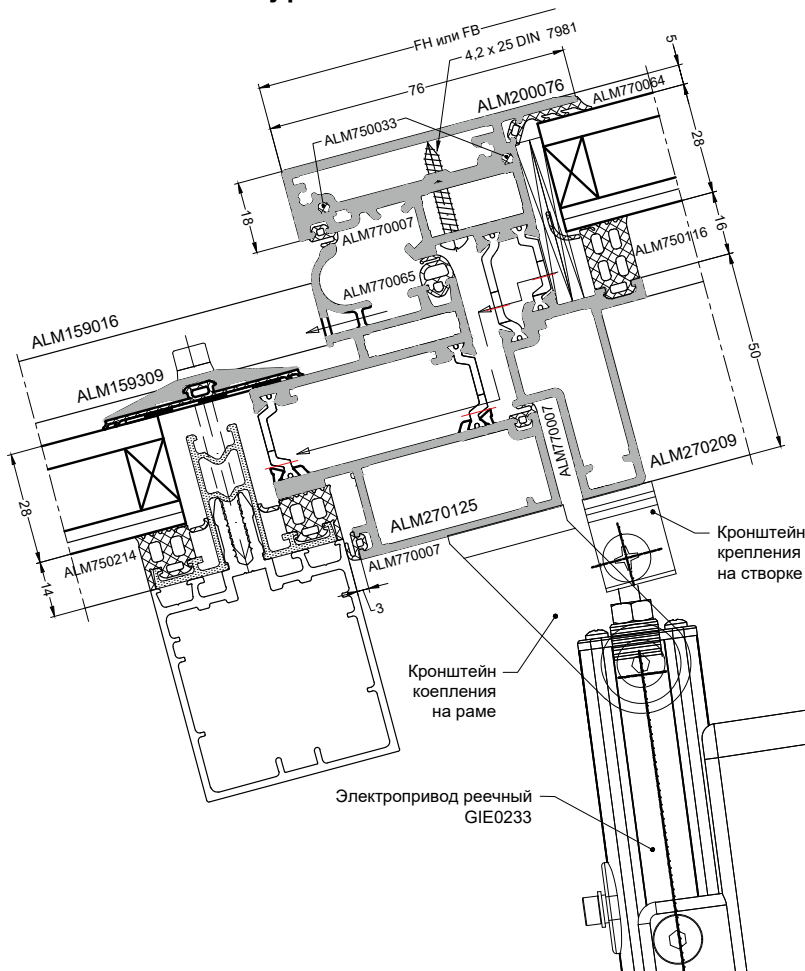 FH или FB
4,2 x 25 DIN 7981
76
5
ALM200076
ALM770064
ALM750033
28
18
ALM770007
ALM750116
16
ALM770065
ALM159016
50
ALM159309
ALM770007
ALM270209
28
ALM270125
ALM750214
ALM770007
14
3
Кронштейн
крепления
на створке
Кронштейн
коепления
на раме
Электропривод реечный
GIE0233